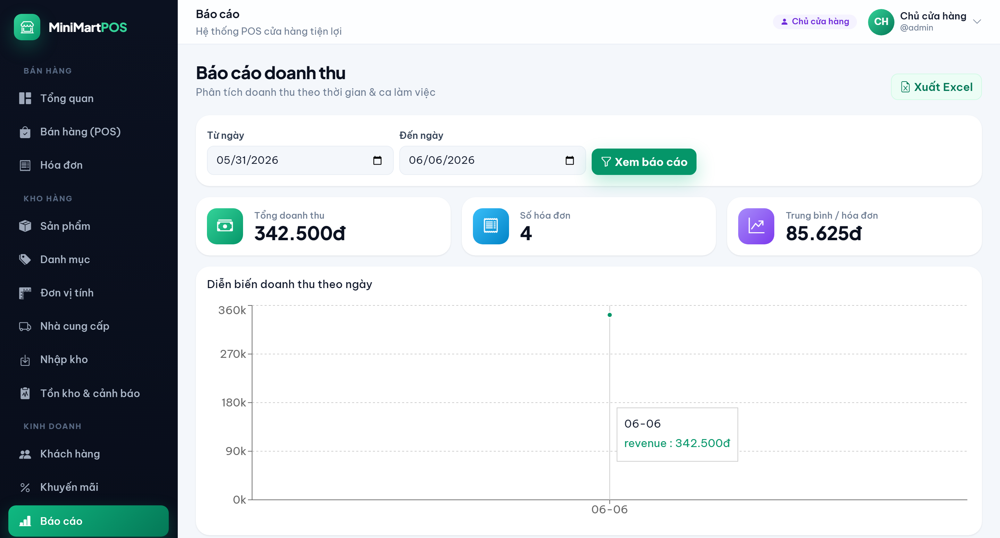 MiniMartPOS
BÁN HÀNG
Tổng quan
Bán hàng (POS)
Hóa đơn
KHO HÀNG
Sản phẩm
Danh mục
Đơn vị tính
Nhà cung cấp
Nhập kho
Tồn kho & cảnh báo
KINH DOANH
Khách hàng
Khuyến mãi
Báo cáo
Báo cáo
Hệ thống POS cửa hàng tiện lợi
Chủ cửa hàng
CH
Chủ cửa hàng
@admin
Báo cáo doanh thu
Phân tích doanh thu theo thời gian & ca làm việc
Xuất Excel
Từ ngày
Đến ngày
05/31/2026
06/06/2026
Xem báo cáo
Tổng doanh thu
342.500đ
Số hóa đơn
4
Trung bình / hóa đơn
85.625đ
Diễn biến doanh thu theo ngày
360k
270k
180k
90k
0k
06-06
revenue : 342.500đ
06-06